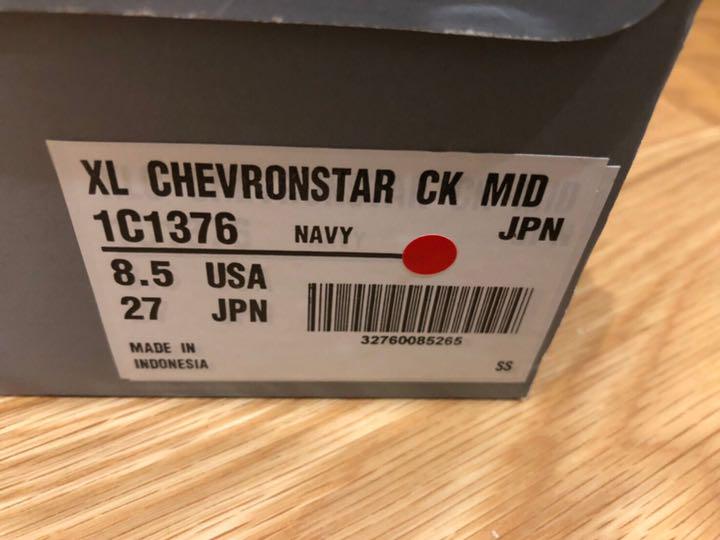 XL CHEVRONSTAR CK MID
1C1376 NAVY JPN
8.5 USA
27 JPN
32760085265
MADE IN
INDONESIA
SS